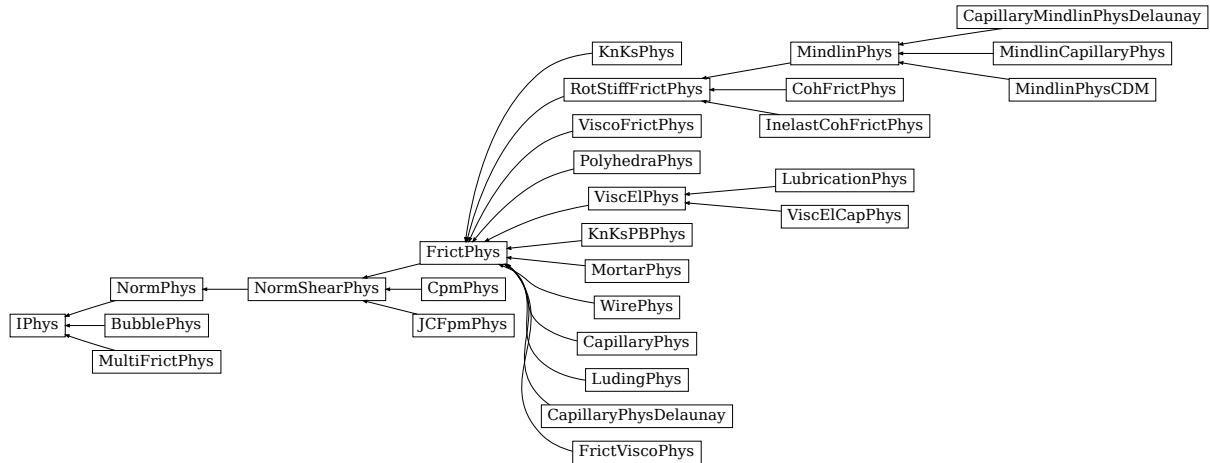 CapillaryMindlinPhysDelaunay
KnKsPhys
MindlinPhys
MindlinCapillaryPhys
RotStiffFrictPhys
CohFrictPhys
MindlinPhysCDM
ViscoFrictPhys
InelastCohFrictPhys
PolyhedraPhys
LubricationPhys
ViscElPhys
ViscElCapPhys
KnKsPBPhys
FrictPhys
MortarPhys
NormPhys
NormShearPhys
CpmPhys
WirePhys
IPhys
BubblePhys
JCFpmPhys
CapillaryPhys
MultiFrictPhys
LudingPhys
CapillaryPhysDelaunay
FrictViscoPhys